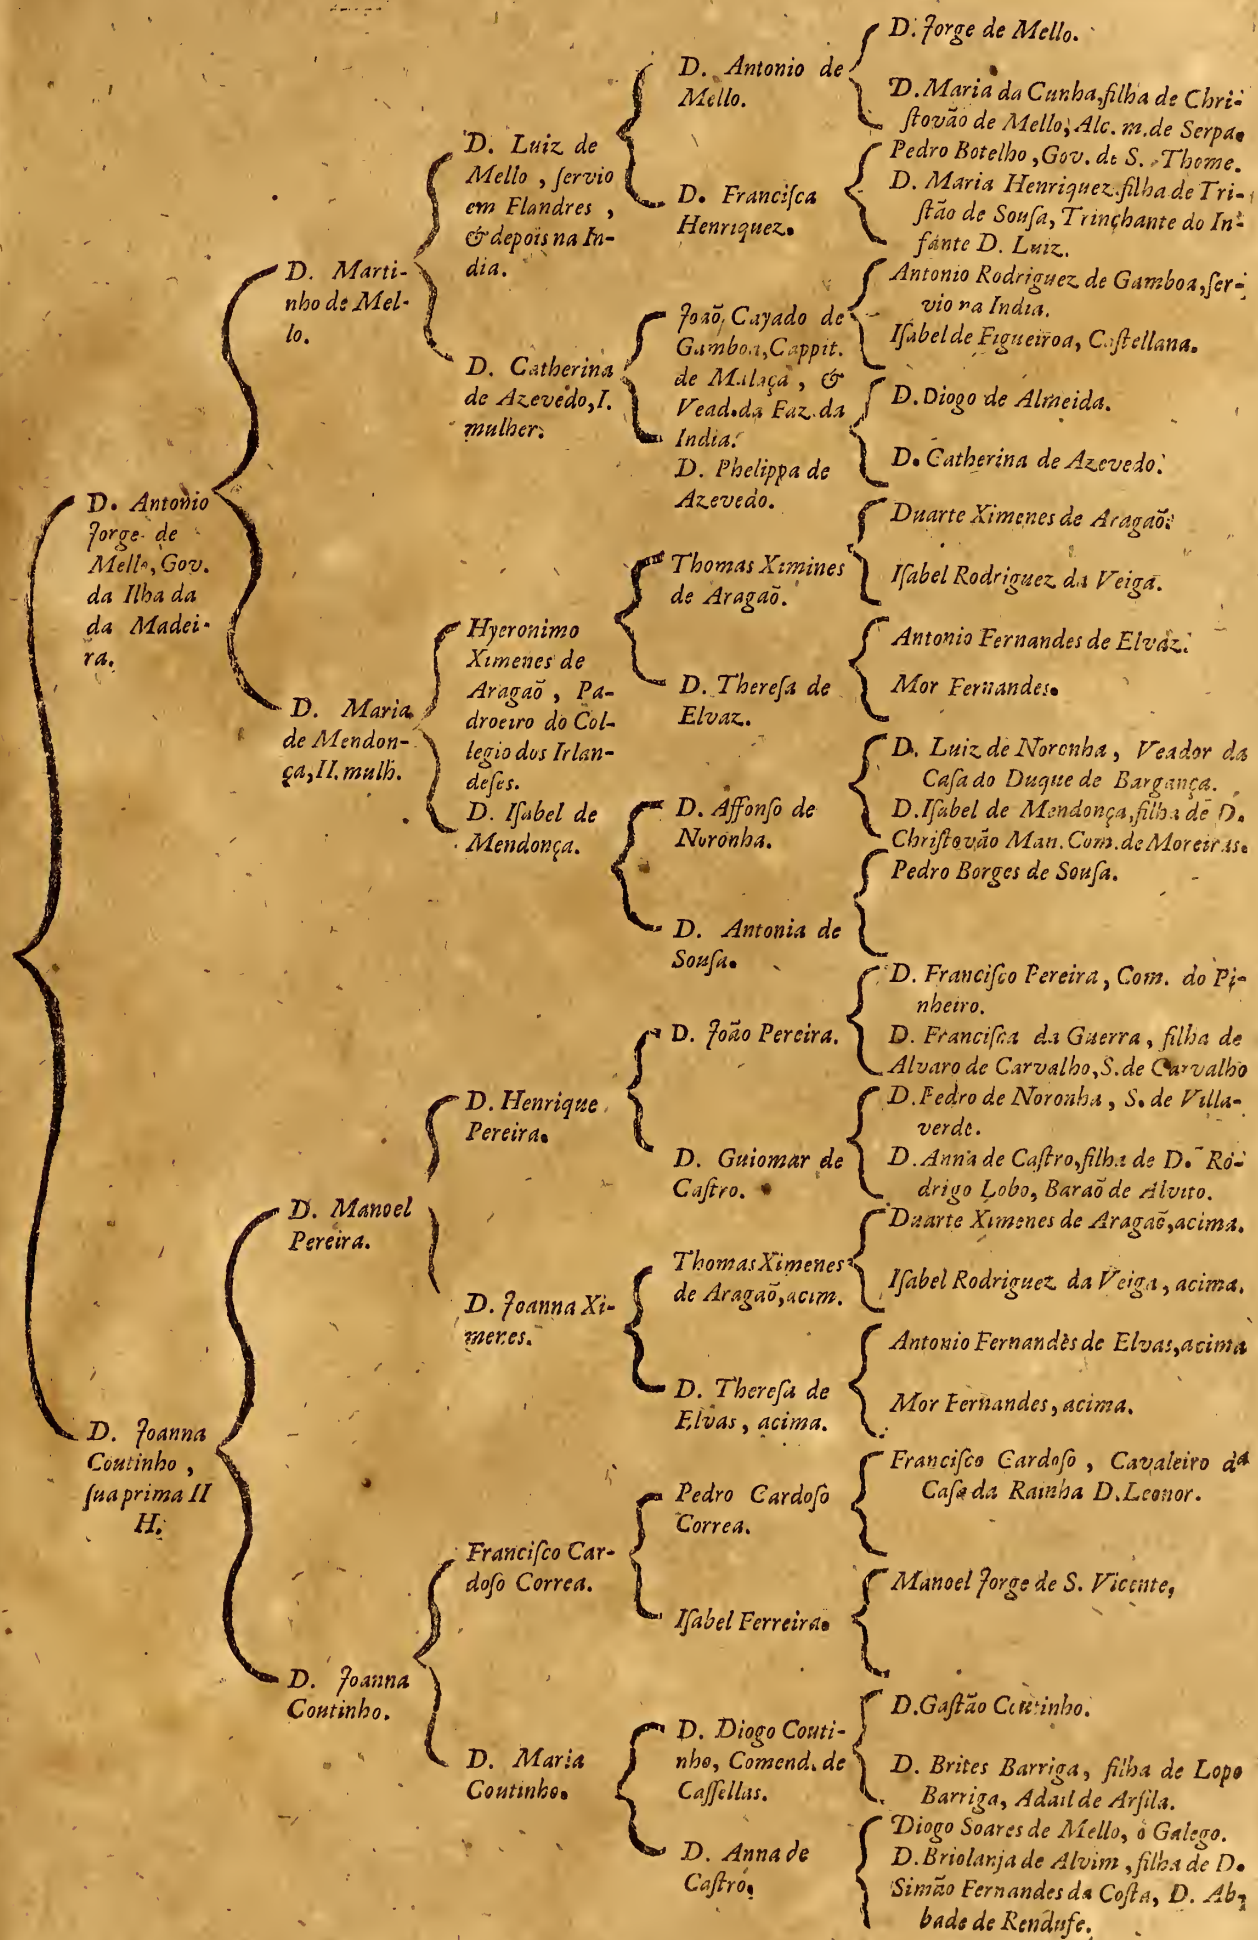 D. Antonio
Jorge de
Mello, Gov.
da Ilha da
da Madei-
ra.
D. Joanna
Coutinho ,
ſua prima II
H.
D. Marti-
nho de Mel-
lo.
D. Maria
de Mendon-
ça, II. mulh.
D. Manoel
Pereira.
D. Joanna
Coutinho.
D. Luiz de
Mello , ſervio
em Flandres ,
& depois na In-
dia.
D. Catherina
de Azevedo, I.
mulher.
Hyeronimo
Ximenes de
Aragaõ , Pa-
droeiro do Col-
legio dos Irlan-
deſes.
D. Iſabel de
Mendonça.
D. Henrique
Pereira.
D. Joanna Xi-
menes.
Franciſco Car-
doſo Correa.
D. Maria
Coutinho.
D. Antonio de
Mello.
D. Franciſca
Henriquez.
Joaõ Cayado de
Gamboa, Cappit.
de Malaça , &
Vead. da Faz. da
India.
D. Phelippa de
Azevedo.
Thomas Ximines
de Aragaõ.
D. Thereſa de
Elvaz.
D. Affonſo de
Noronha.
D. Antonia de
Souſa.
D. João Pereira.
D. Guiomar de
Caſtro.
Thomas Ximenes
de Aragaõ, acim.
D. Thereſa de
Elvas , acima.
Pedro Cardoſo
Correa.
Iſabel Ferreira.
D. Diogo Couti-
nho, Comend. de
Caſſellas.
D. Anna de
Caſtro.
D. Jorge de Mello.
D. Maria da Cunha, filha de Chri-
ſtovão de Mello, Alc. m. de Serpa.
Pedro Botelho , Gov. de S. Thome.
D. Maria Henriquez filha de Tri-
ſtão de Souſa, Trinchante do In-
fante D. Luiz.
Antonio Rodriguez de Gamboa, ſer-
vio na India.
Iſabel de Figueiroa, Caſtellana.
D. Diogo de Almeida.
D. Catherina de Azevedo.
Duarte Ximenes de Aragaõ.
Iſabel Rodriguez da Veiga.
Antonio Fernandes de Elvaz.
Mor Fernandes.
D. Luiz de Noronha , Veador da
Caſa do Duque de Bargança.
D. Iſabel de Mendonça, filha de D.
Chriſtovão Man. Com. de Moreiras.
Pedro Borges de Souſa.
D. Franciſco Pereira , Com. do Pi-
nheiro.
D. Franciſca da Guerra , filha de
Alvaro de Carvalho, S. de Carvalho
D. Pedro de Noronha , S. de Villa-
verde.
D. Anna de Caſtro, filha de D. Ro-
drigo Lobo, Baraõ de Alvito.
Duarte Ximenes de Aragaõ, acima.
Iſabel Rodriguez da Veiga , acima.
Antonio Fernandes de Elvas, acima
Mor Fernandes , acima.
Franciſco Cardoſo , Cavaleiro da
Caſa da Rainha D. Leonor.
Manoel Jorge de S. Vicente,
D. Gaſtão Coutinho.
D. Brites Barriga , filha de Lopo
Barriga, Adail de Arſila.
Diogo Soares de Mello, o Galego.
D. Briolanja de Alvim , filha de D.
Simão Fernandes da Coſta, D. Ab-
bade de Rendufe.